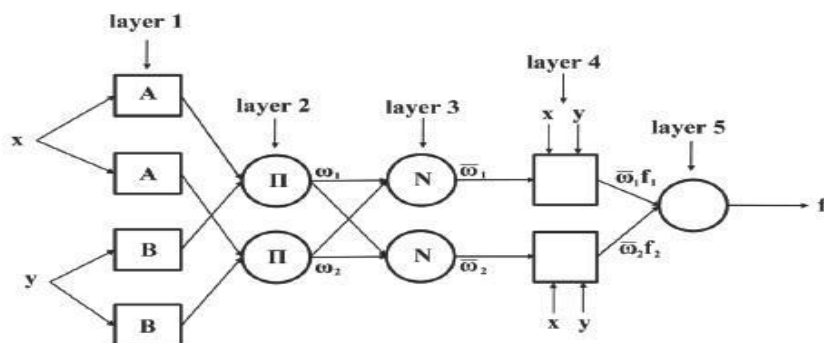 layer 1
A
layer 2
layer 3
layer 4
x y
layer 5
x
A
Π
ω₁
N
ω̅₁
ω̅₁f₁
f
B
Π
ω₂
N
ω̅₂
ω̅₂f₂
y
B
x y